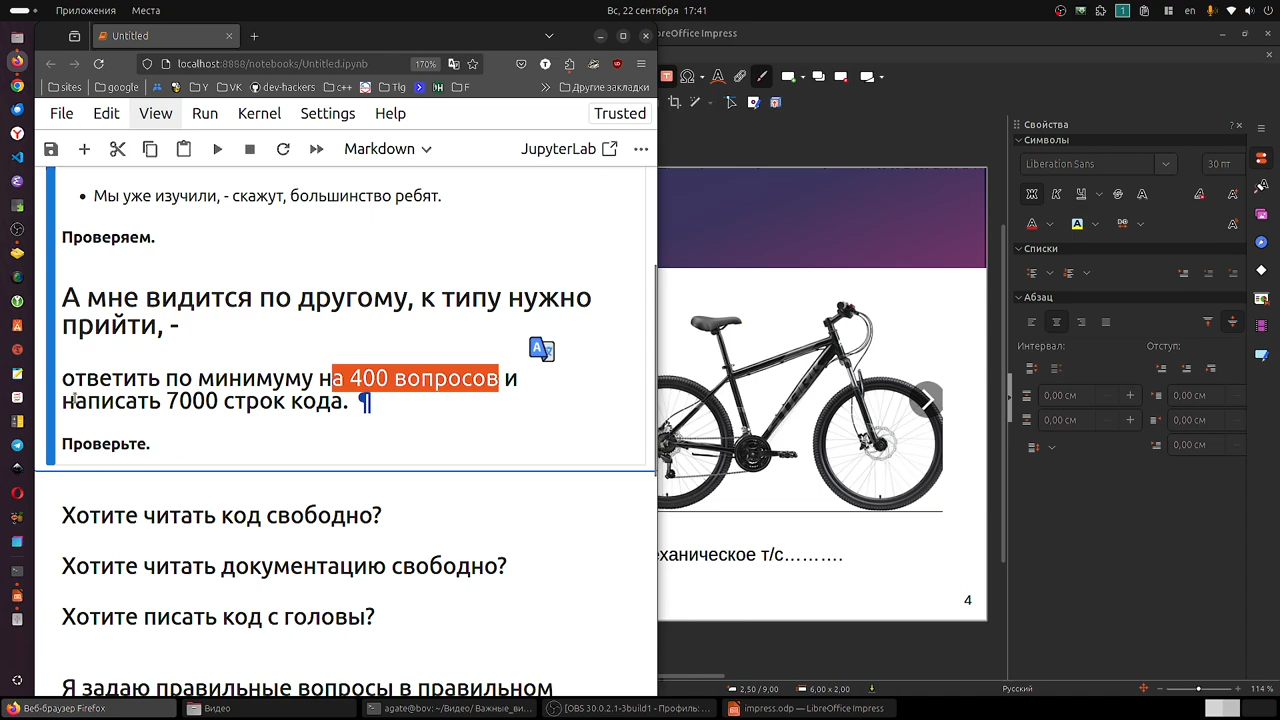 Приложения Места
Вс, 22 сентября 17:41
1 en
Untitled
reOffice Impress
localhost:8888/notebooks/Untitled.ipynb
170%
sites google Y VK dev-hackers c++ Tlg F Другие закладки
File Edit View Run Kernel Settings Help Trusted
Markdown JupyterLab
Мы уже изучили, - скажут, большинство ребят.
Проверяем.
А мне видится по другому, к типу нужно
прийти, -
ответить по минимуму на 400 вопросов и
написать 7000 строк кода. ¶
Проверьте.
Хотите читать код свободно?
Хотите читать документацию свободно?
Хотите писать код с головы?
Я задаю правильные вопросы в правильном
еханическое т/с……….
4
Свойства
Символы
Liberation Sans 30 пт
Списки
Абзац
Интервал: Отступ:
0,00 см 0,00 см
0,00 см 0,00 см
0,00 см
2,50 / 9,00 6,00 x 2,00 Русский 114 %
Веб-браузер Firefox
Видео
agate@bov: ~/Видео/Важные_ви...
[OBS 30.0.2.1-3build1 - Профиль: ...
impress.odp — LibreOffice Impress